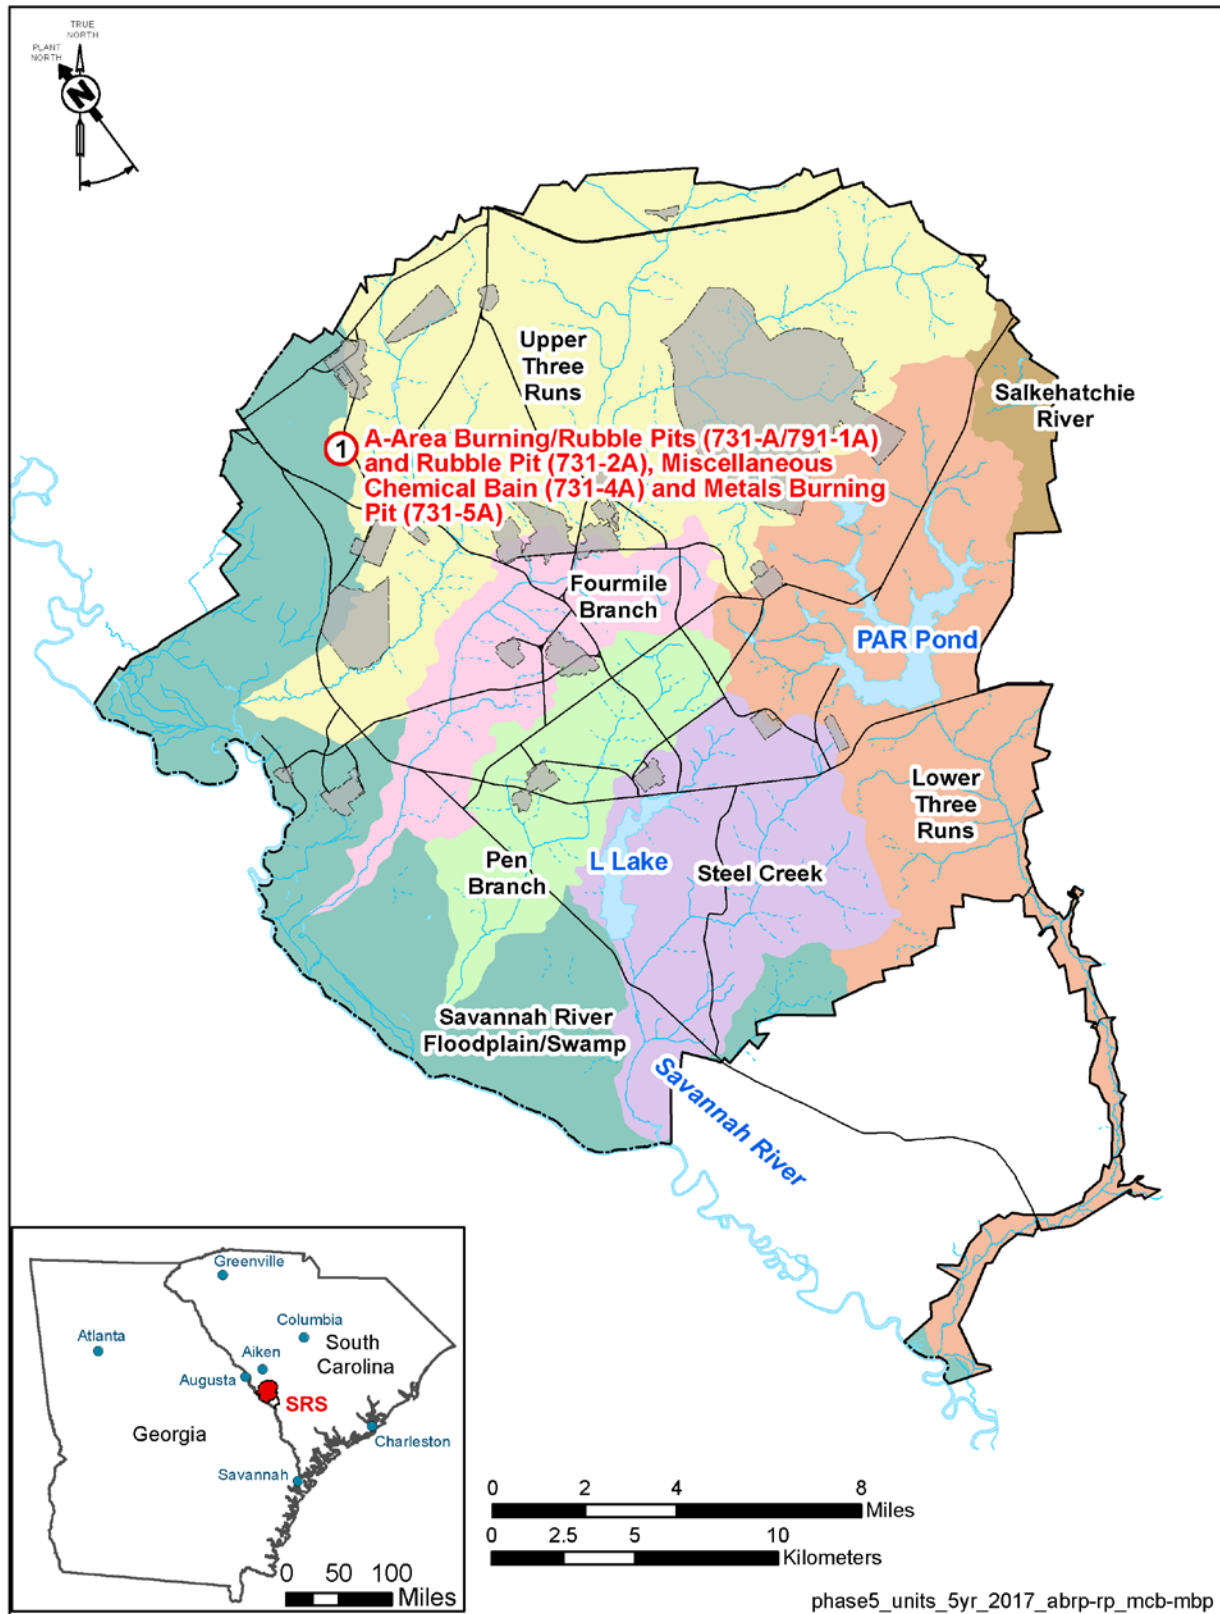 TRUE
NORTH
PLANT
NORTH
N
Upper
Three
Runs
Salkehatchie
River
1
A-Area Burning/Rubble Pits (731-A/791-1A)
and Rubble Pit (731-2A), Miscellaneous
Chemical Bain (731-4A) and Metals Burning
Pit (731-5A)
Fourmile
Branch
PAR Pond
Lower
Three
Runs
Pen
Branch
L Lake
Steel Creek
Savannah River
Floodplain/Swamp
Savannah River
Greenville
Columbia
Atlanta
South
Carolina
Aiken
Augusta
SRS
Georgia
Charleston
Savannah
0 50 100
Miles
0 2 4 8
Miles
0 2.5 5 10
Kilometers
phase5_units_5yr_2017_abrp-rp_mcb-mbp